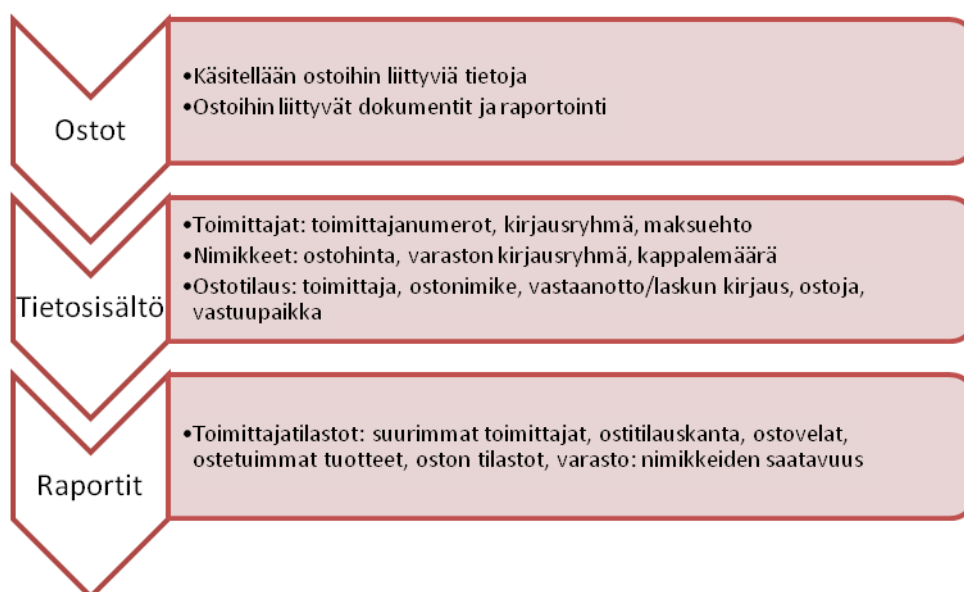 Ostot
•Käsitellään ostoihin liittyviä tietoja
•Ostoihin liittyvät dokumentit ja raportointi
Tietosisältö
•Toimittajat: toimittajanumerot, kirjausryhmä, maksuehto
•Nimikkeet: ostohinta, varaston kirjausryhmä, kappalemäärä
•Ostotilaus: toimittaja, ostonimike, vastaanotto/laskun kirjaus, ostoja,
vastuupaikka
Raportit
•Toimittajatilastot: suurimmat toimittajat, ostitilauskanta, ostovelat,
ostetuimmat tuotteet, oston tilastot, varasto: nimikkeiden saatavuus